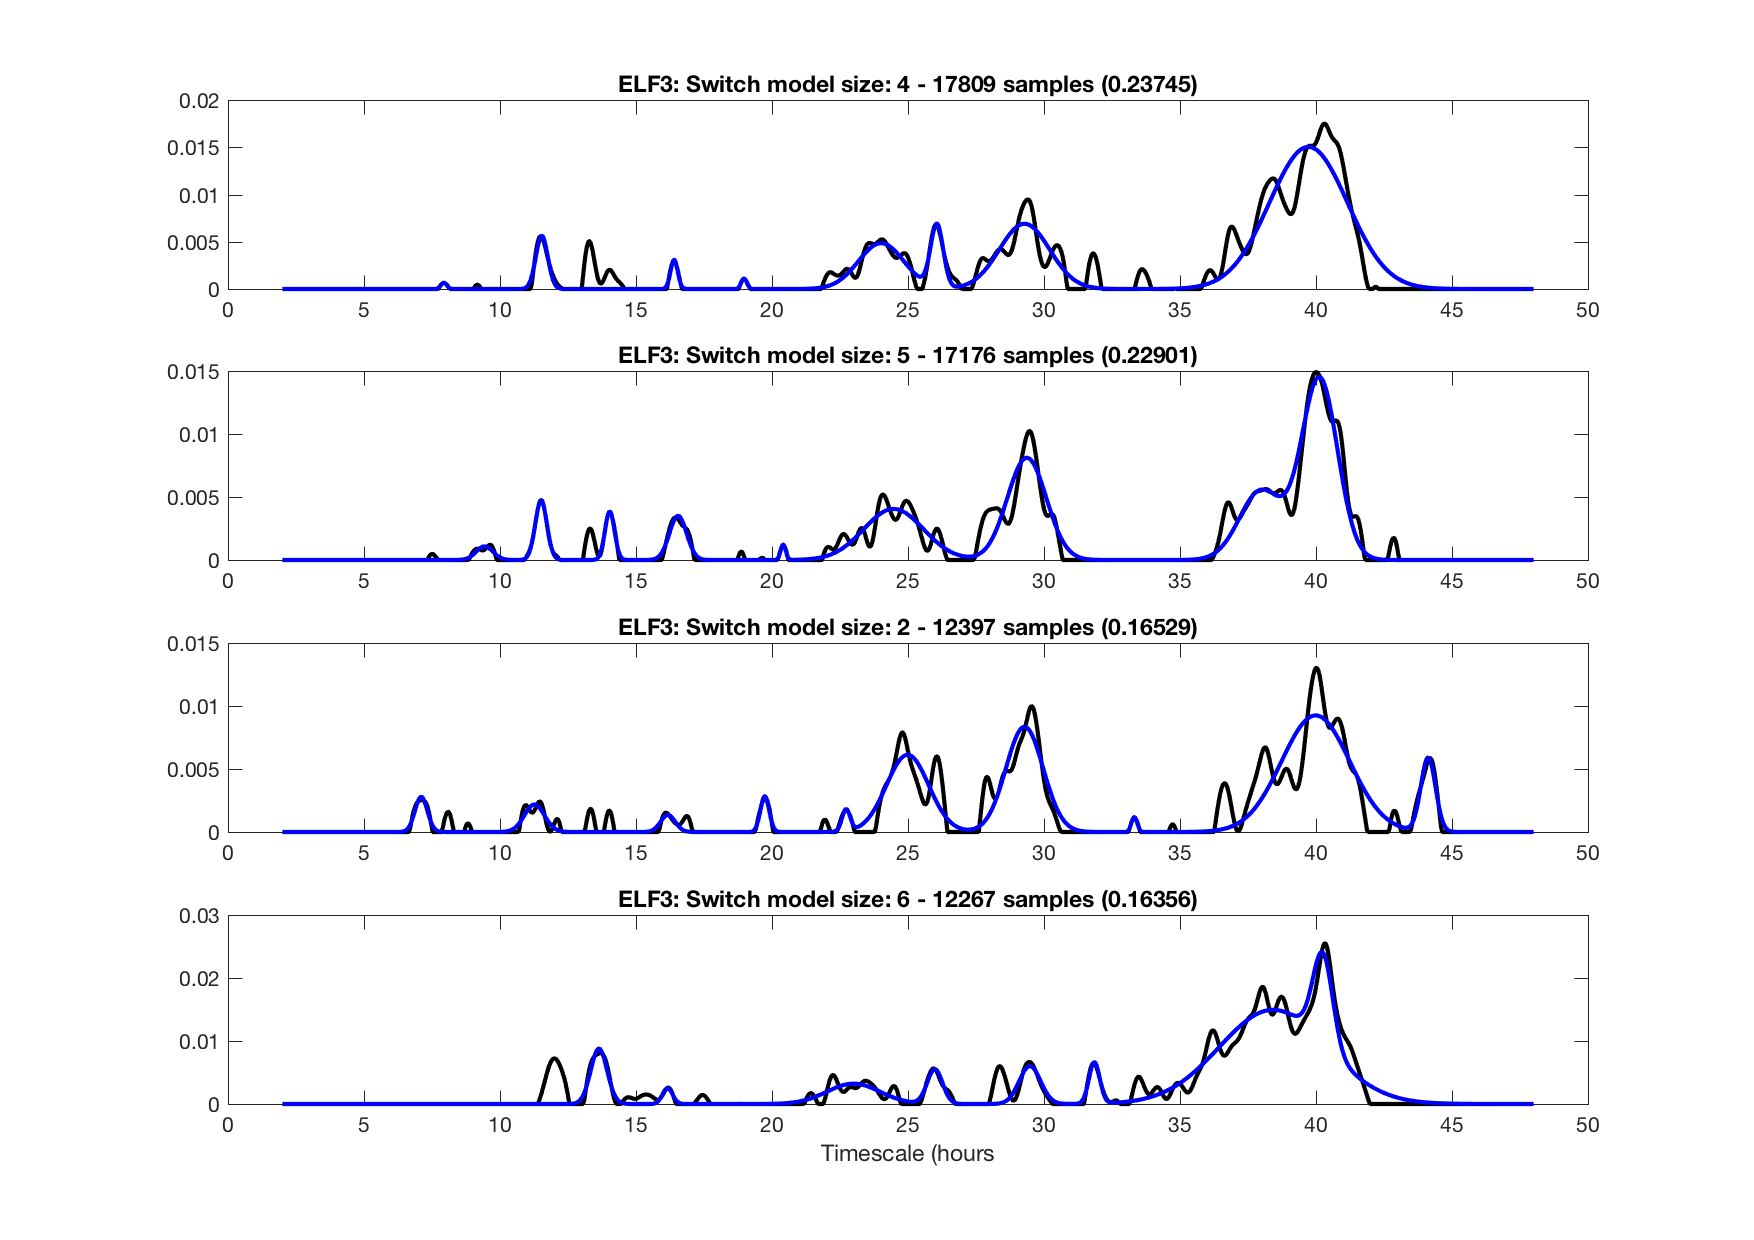 ELF3: Switch model size: 4 - 17809 samples (0.23745)
0.02
0.015
0.01
0.005
0
0 5 10 15 20 25 30 35 40 45 50
ELF3: Switch model size: 5 - 17176 samples (0.22901)
0.015
0.01
0.005
0
0 5 10 15 20 25 30 35 40 45 50
ELF3: Switch model size: 2 - 12397 samples (0.16529)
0.015
0.01
0.005
0
0 5 10 15 20 25 30 35 40 45 50
ELF3: Switch model size: 6 - 12267 samples (0.16356)
0.03
0.02
0.01
0
0 5 10 15 20 25 30 35 40 45 50
Timescale (hours